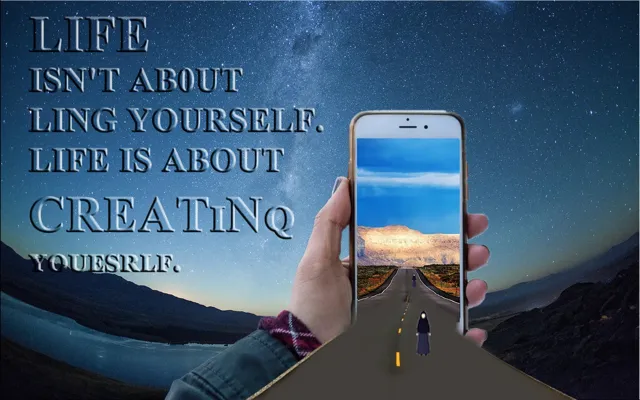 LIFE
ISN'T AB0UT
LING YOURSELF.
LIFE IS ABOUT
CREATiNQ
YOUESRLF.